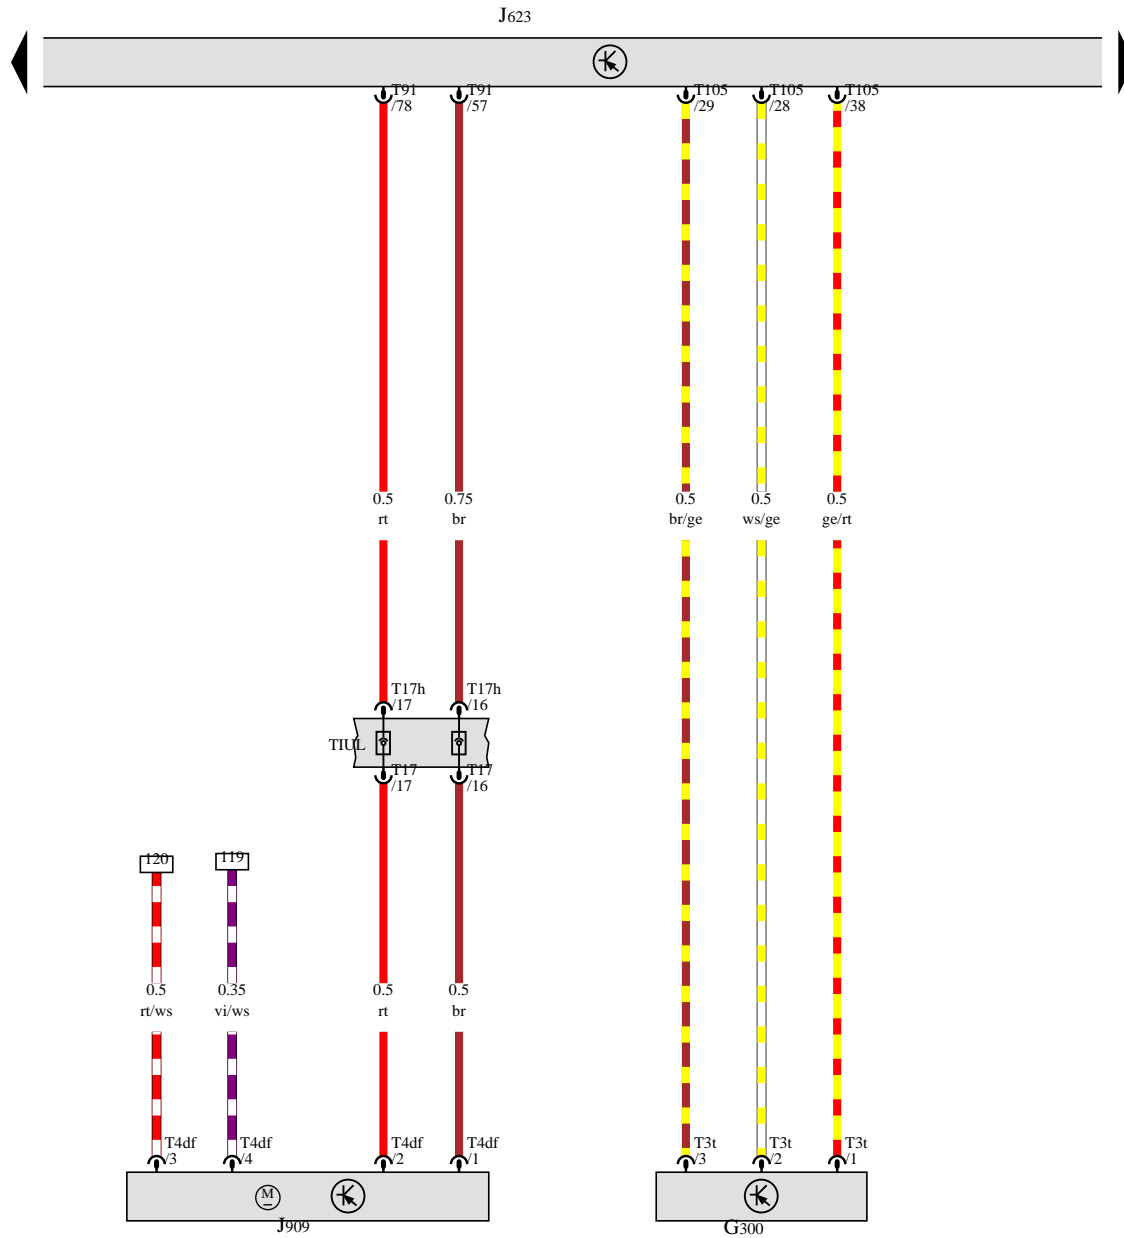 J623
T91 T91 T105 T105 T105
/78 /57 /29 /28 /38
0.5 0.75 0.5 0.5 0.5
rt br br/ge ws/ge ge/rt
T17h T17h
/17 /16
TIUL
T17 T17
/17 /16
120 119
0.5 0.35 0.5 0.5
rt/ws vi/ws rt br
T4df T4df T4df T4df T3t T3t T3t
/3 /4 /2 /1 /3 /2 /1
M
J909 G300